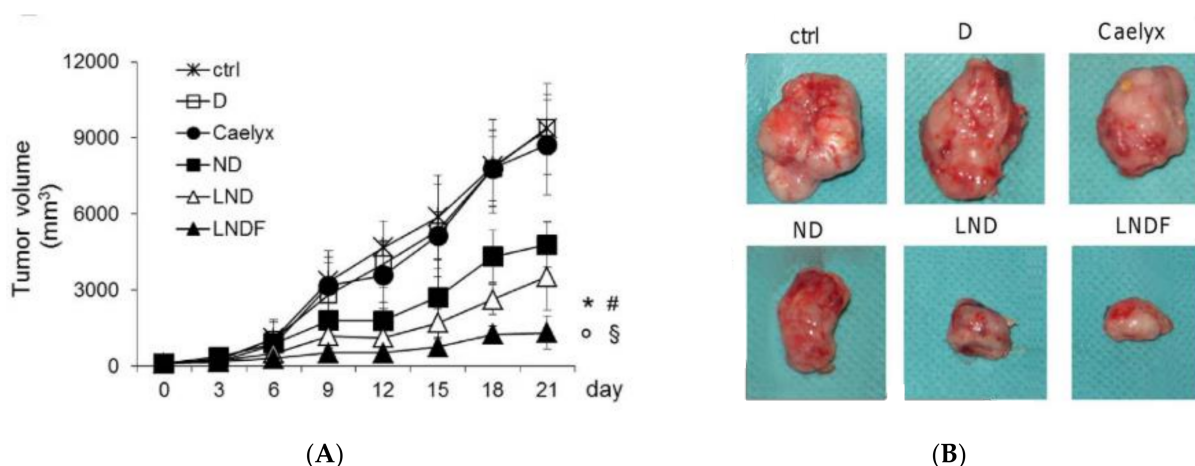 12000
9000
6000
3000
0
Tumor volume
(mm³)
ctrl
D
Caelyx
ND
LND
LNDF
* #
° §
0 3 6 9 12 15 18 21 day
(A)
ctrl D Caelyx
ND LND LNDF
(B)